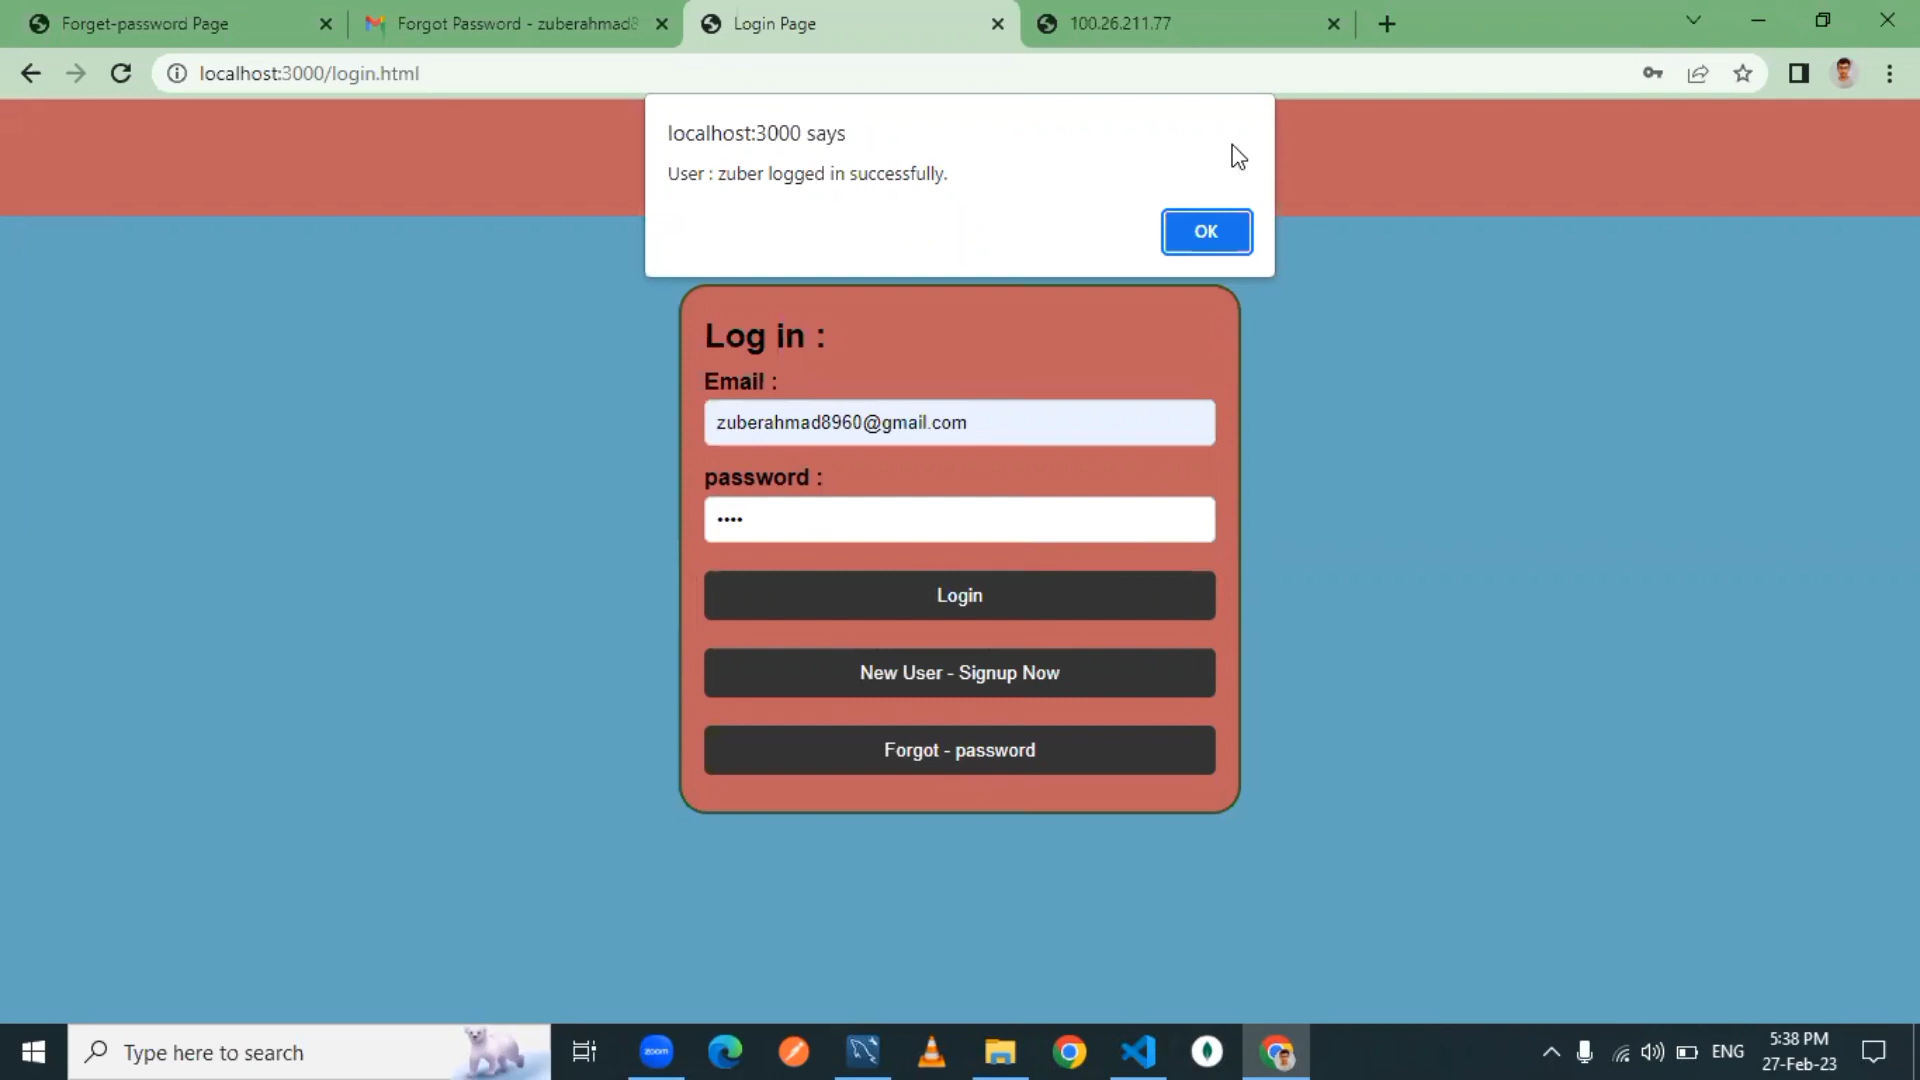 Forget-password Page
Forgot Password - zuberahmad8
Login Page
100.26.211.77
localhost:3000/login.html
localhost:3000 says
User : zuber logged in successfully.
OK
Log in :
Email :
zuberahmad8960@gmail.com
password :
••••
Login
New User - Signup Now
Forgot - password
Type here to search
zoom
ENG
5:38 PM
27-Feb-23